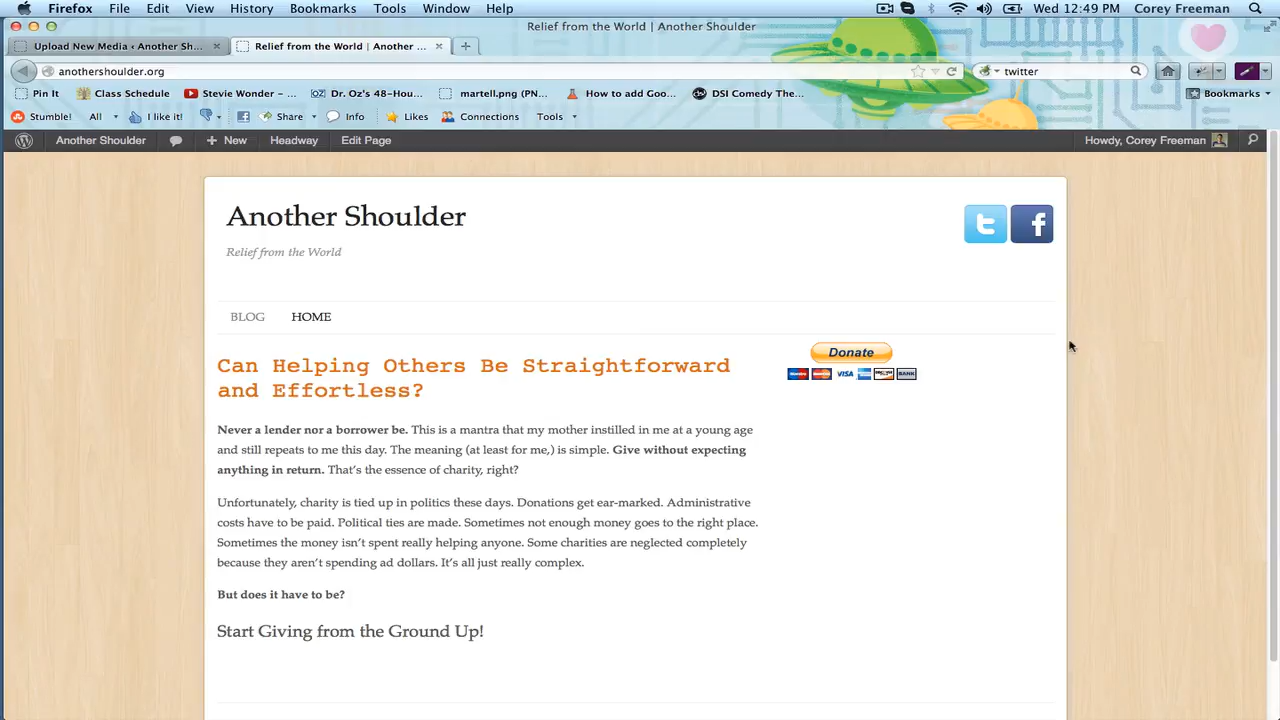 Firefox File Edit View History Bookmarks Tools Window Help Wed 12:49 PM Corey Freeman
Relief from the World | Another Shoulder
Upload New Media ‹ Another Sh... Relief from the World | Another ...
anothershoulder.org twitter
Pin It Class Schedule Stevie Wonder – ... Dr. Oz's 48-Hou... martell.png (PN... How to add Goo... DSI Comedy The... Bookmarks
Stumble! All I like it! Share Info Likes Connection Tools
Another Shoulder New Headway Edit Page Howdy, Corey Freeman
Another Shoulder
Relief from the World
BLOG HOME
Can Helping Others Be Straightforward
and Effortless?
Donate
VISA BANK
Never a lender nor a borrower be. This is a mantra that my mother instilled in me at a young age
and still repeats to me this day. The meaning (at least for me,) is simple. Give without expecting
anything in return. That's the essence of charity, right?
Unfortunately, charity is tied up in politics these days. Donations get ear-marked. Administrative
costs have to be paid. Political ties are made. Sometimes not enough money goes to the right place.
Sometimes the money isn't spent really helping anyone. Some charities are neglected completely
because they aren't spending ad dollars. It's all just really complex.
But does it have to be?
Start Giving from the Ground Up!